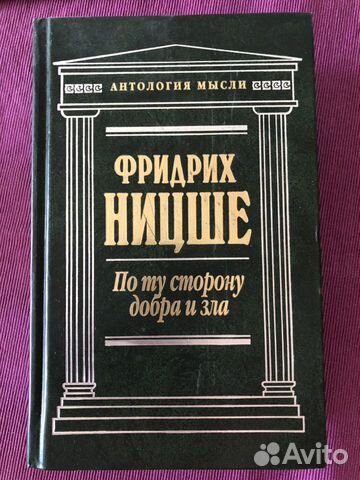 АНТОЛОГИЯ МЫСЛИ
ФРИДРИХ
НИЦШЕ
По ту сторону
добра и зла
Avito